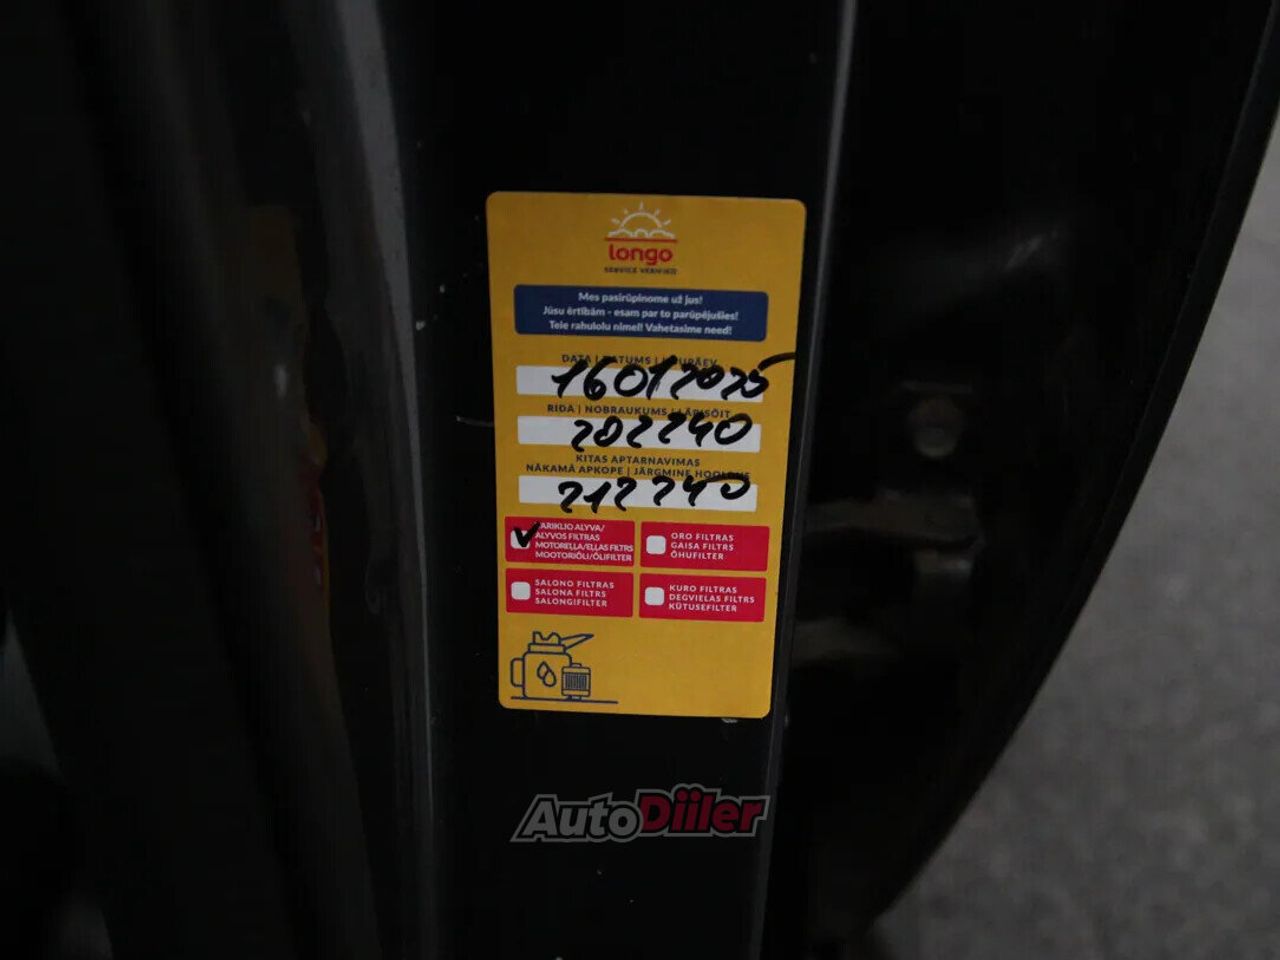 longo
SERVICE VERIFIED
Mes pasirūpinome už jus!
Jūsu ērtībām - esam par to parūpējušies!
Teie rahulolu nimel! Vahetasime need!
DATA | DATUMS | KUUPÄEV
16012025
RIDA | NOBRAUKUMS | LÄBISÕIT
202240
KITAS APTARNAVIMAS
NĀKAMĀ APKOPE | JÄRGMINE HOOLDUS
212240
VARIKLIO ALYVA/
ALYVOS FILTRAS
MOTOREĻĻA/EĻĻAS FILTRS
MOOTORIÕLI/ÕLIFILTER
ORO FILTRAS
GAISA FILTRS
ÕHUFILTER
SALONO FILTRAS
SALONA FILTRS
SALONGIFILTER
KURO FILTRAS
DEGVIELAS FILTRS
KÜTUSEFILTER
AutoDiiler